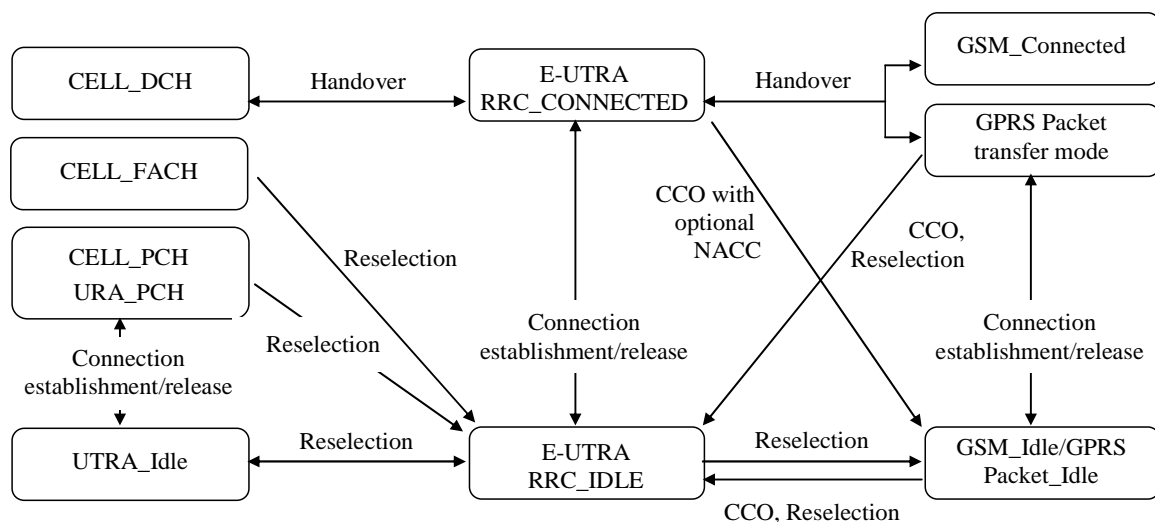 GSM_Connected
CELL_DCH
Handover
E-UTRA
RRC_CONNECTED
Handover
GPRS Packet
transfer mode
CELL_FACH
CCO with
optional
NACC
CCO,
Reselection
CELL_PCH
URA_PCH
Reselection
Reselection
Connection
establishment/release
Connection
establishment/release
Connection
establishment/release
UTRA_Idle
Reselection
E-UTRA
RRC_IDLE
Reselection
GSM_Idle/GPRS
Packet_Idle
CCO, Reselection